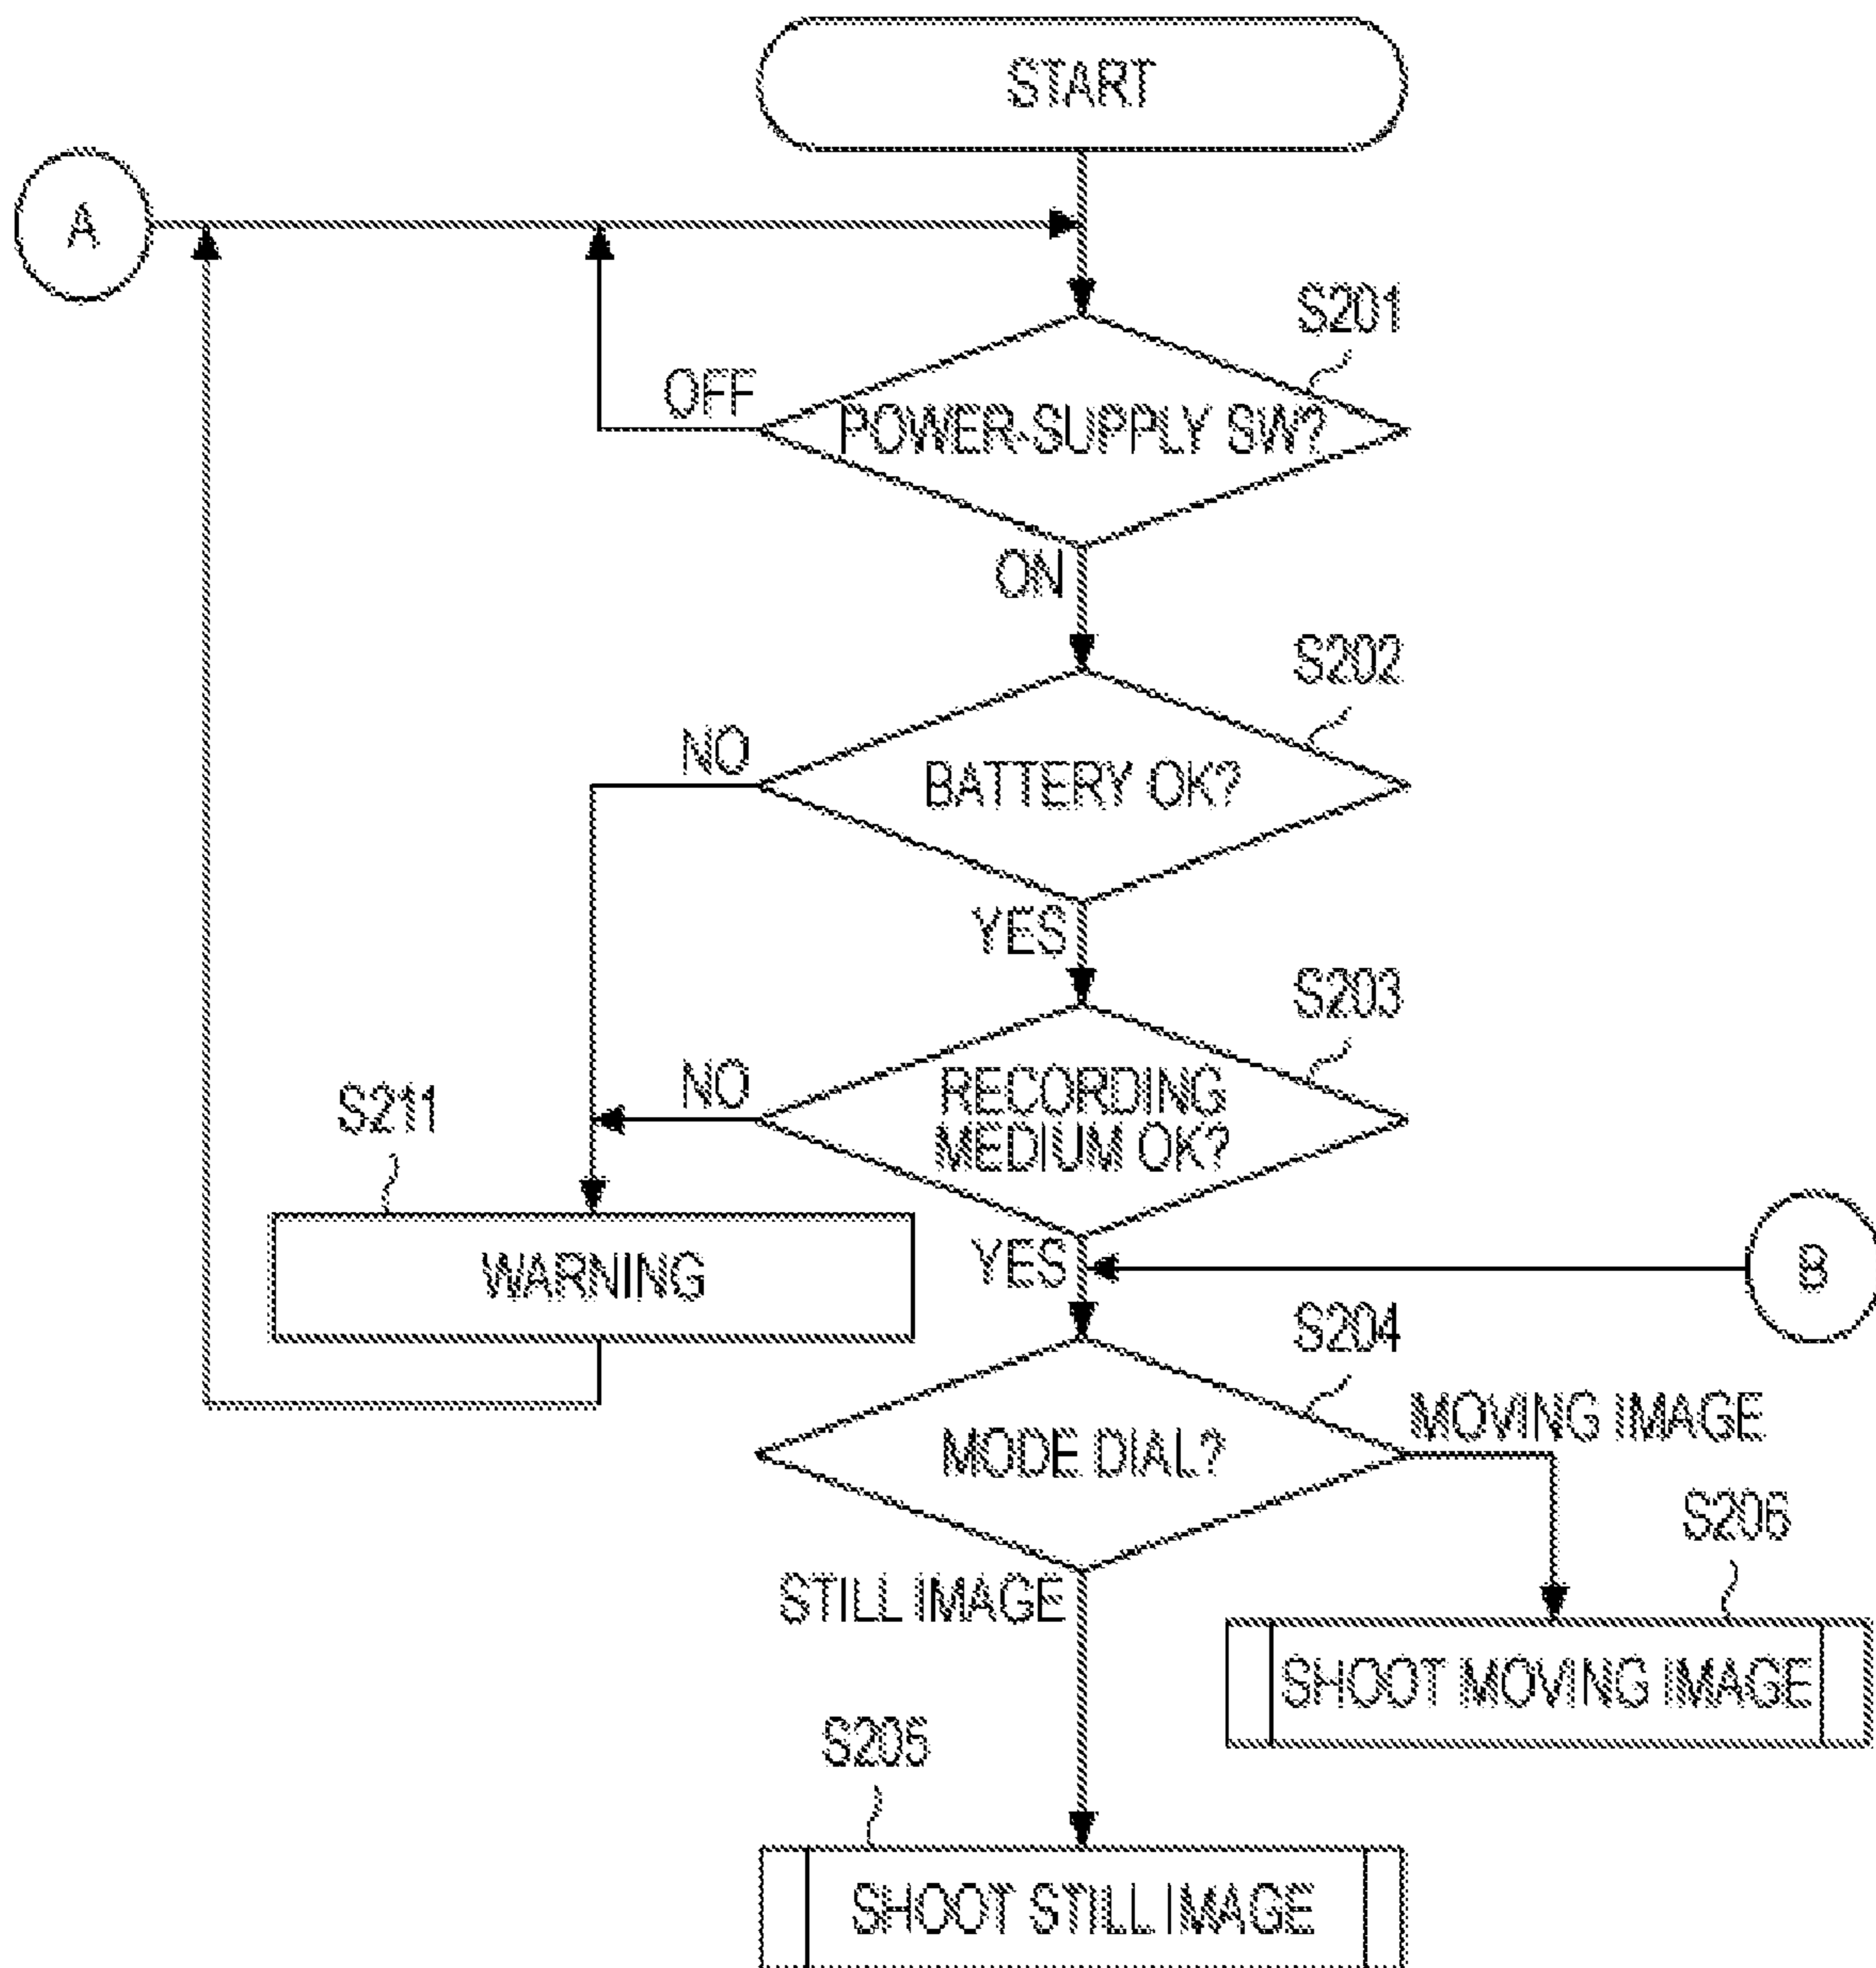 START
A
S201
OFF
POWER-SUPPLY SW?
ON
S202
NO
BATTERY OK?
YES
S203
NO
RECORDING
MEDIUM OK?
S211
WARNING
YES
B
S204
MOVING IMAGE
MODE DIAL?
S206
STILL IMAGE
SHOOT MOVING IMAGE
S205
SHOOT STILL IMAGE